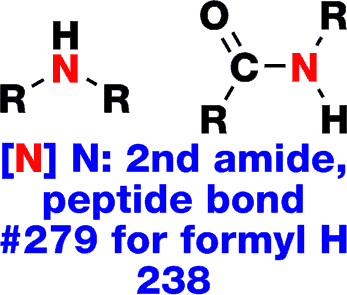 H
N
R R
O
R
C N
R H
[N] N: 2nd amide,
peptide bond
#279 for formyl H
238